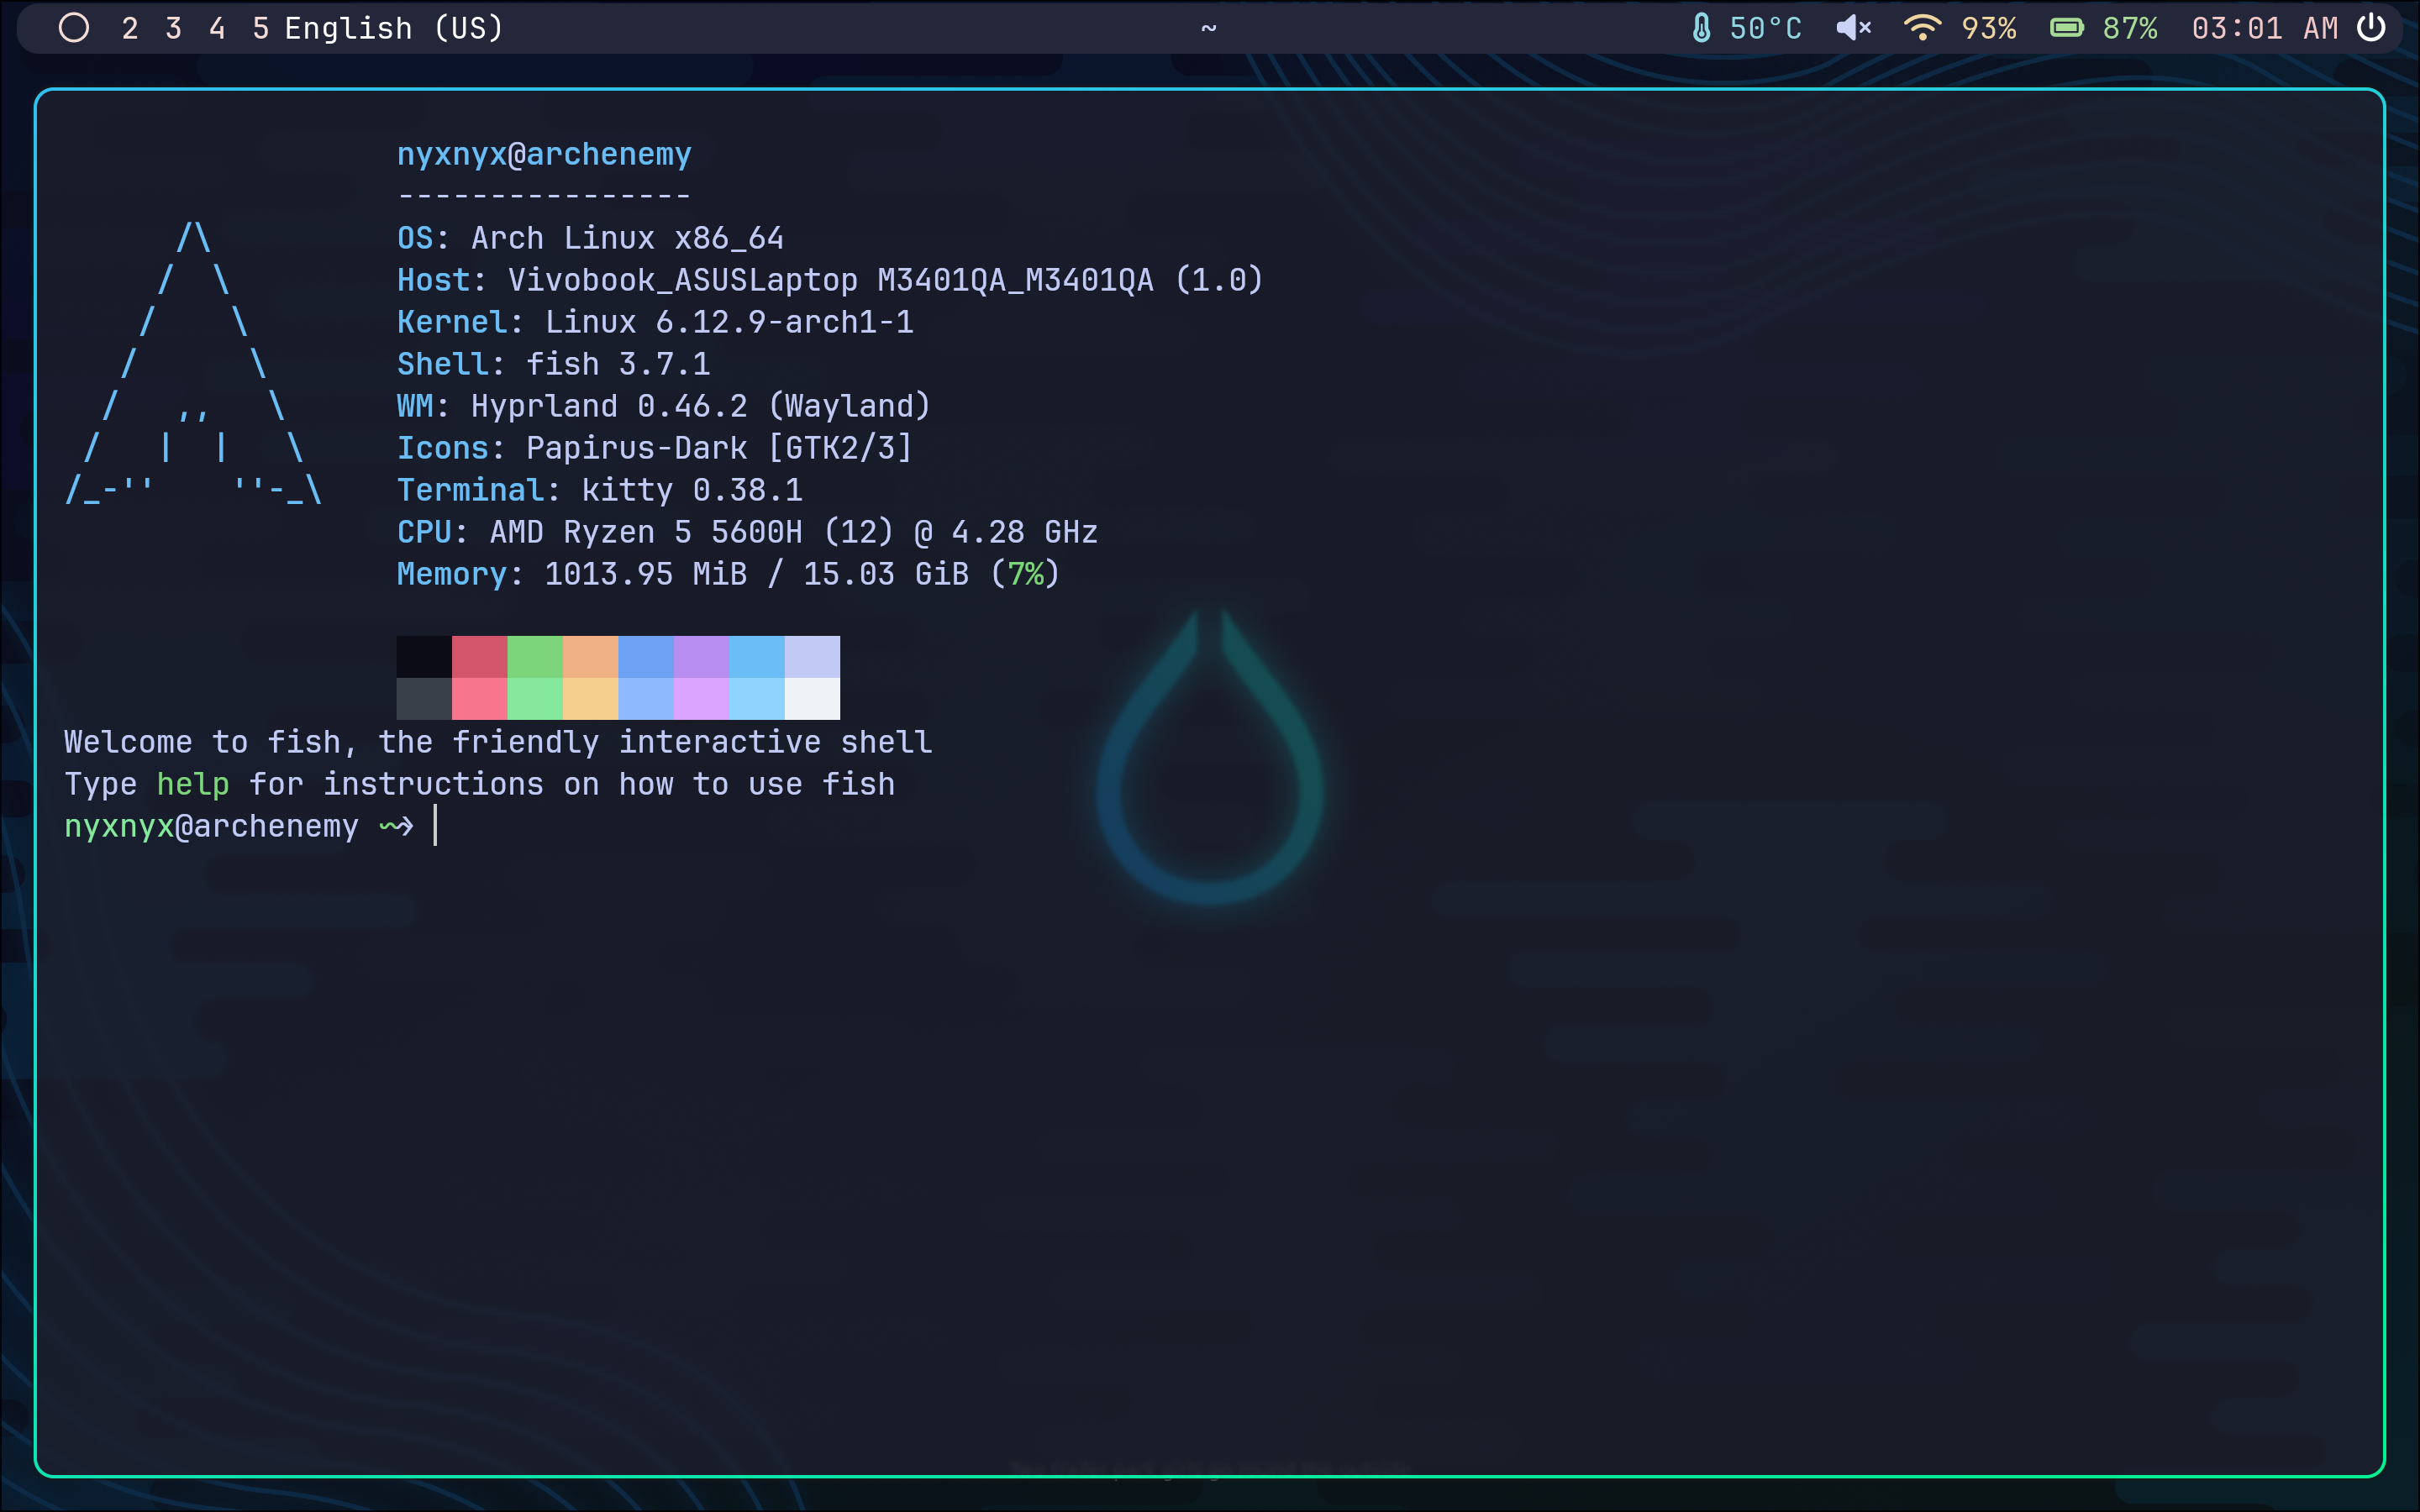 2 3 4 5 English (US) ~ 50°C 93% 87% 03:01 AM
nyxnyx@archenemy
----------------
OS: Arch Linux x86_64
Host: Vivobook_ASUSLaptop M3401QA_M3401QA (1.0)
Kernel: Linux 6.12.9-arch1-1
Shell: fish 3.7.1
WM: Hyprland 0.46.2 (Wayland)
Icons: Papirus-Dark [GTK2/3]
Terminal: kitty 0.38.1
CPU: AMD Ryzen 5 5600H (12) @ 4.28 GHz
Memory: 1013.95 MiB / 15.03 GiB (7%)
Welcome to fish, the friendly interactive shell
Type help for instructions on how to use fish
nyxnyx@archenemy ~>